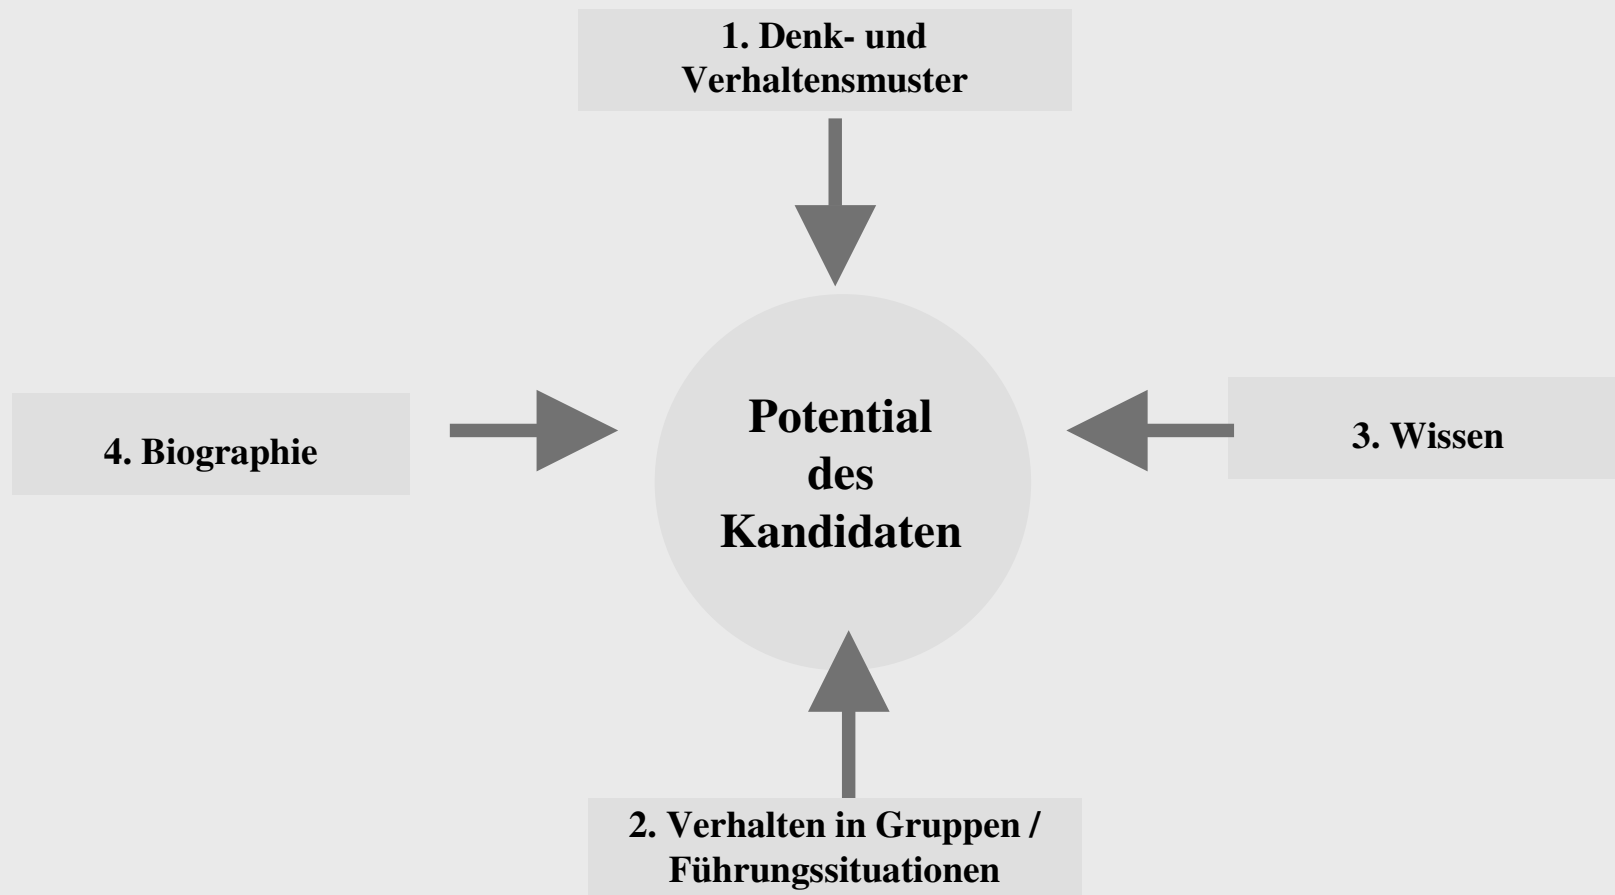 1. Denk- und
Verhaltensmuster
4. Biographie
Potential
des
Kandidaten
3. Wissen
2. Verhalten in Gruppen /
Führungssituationen